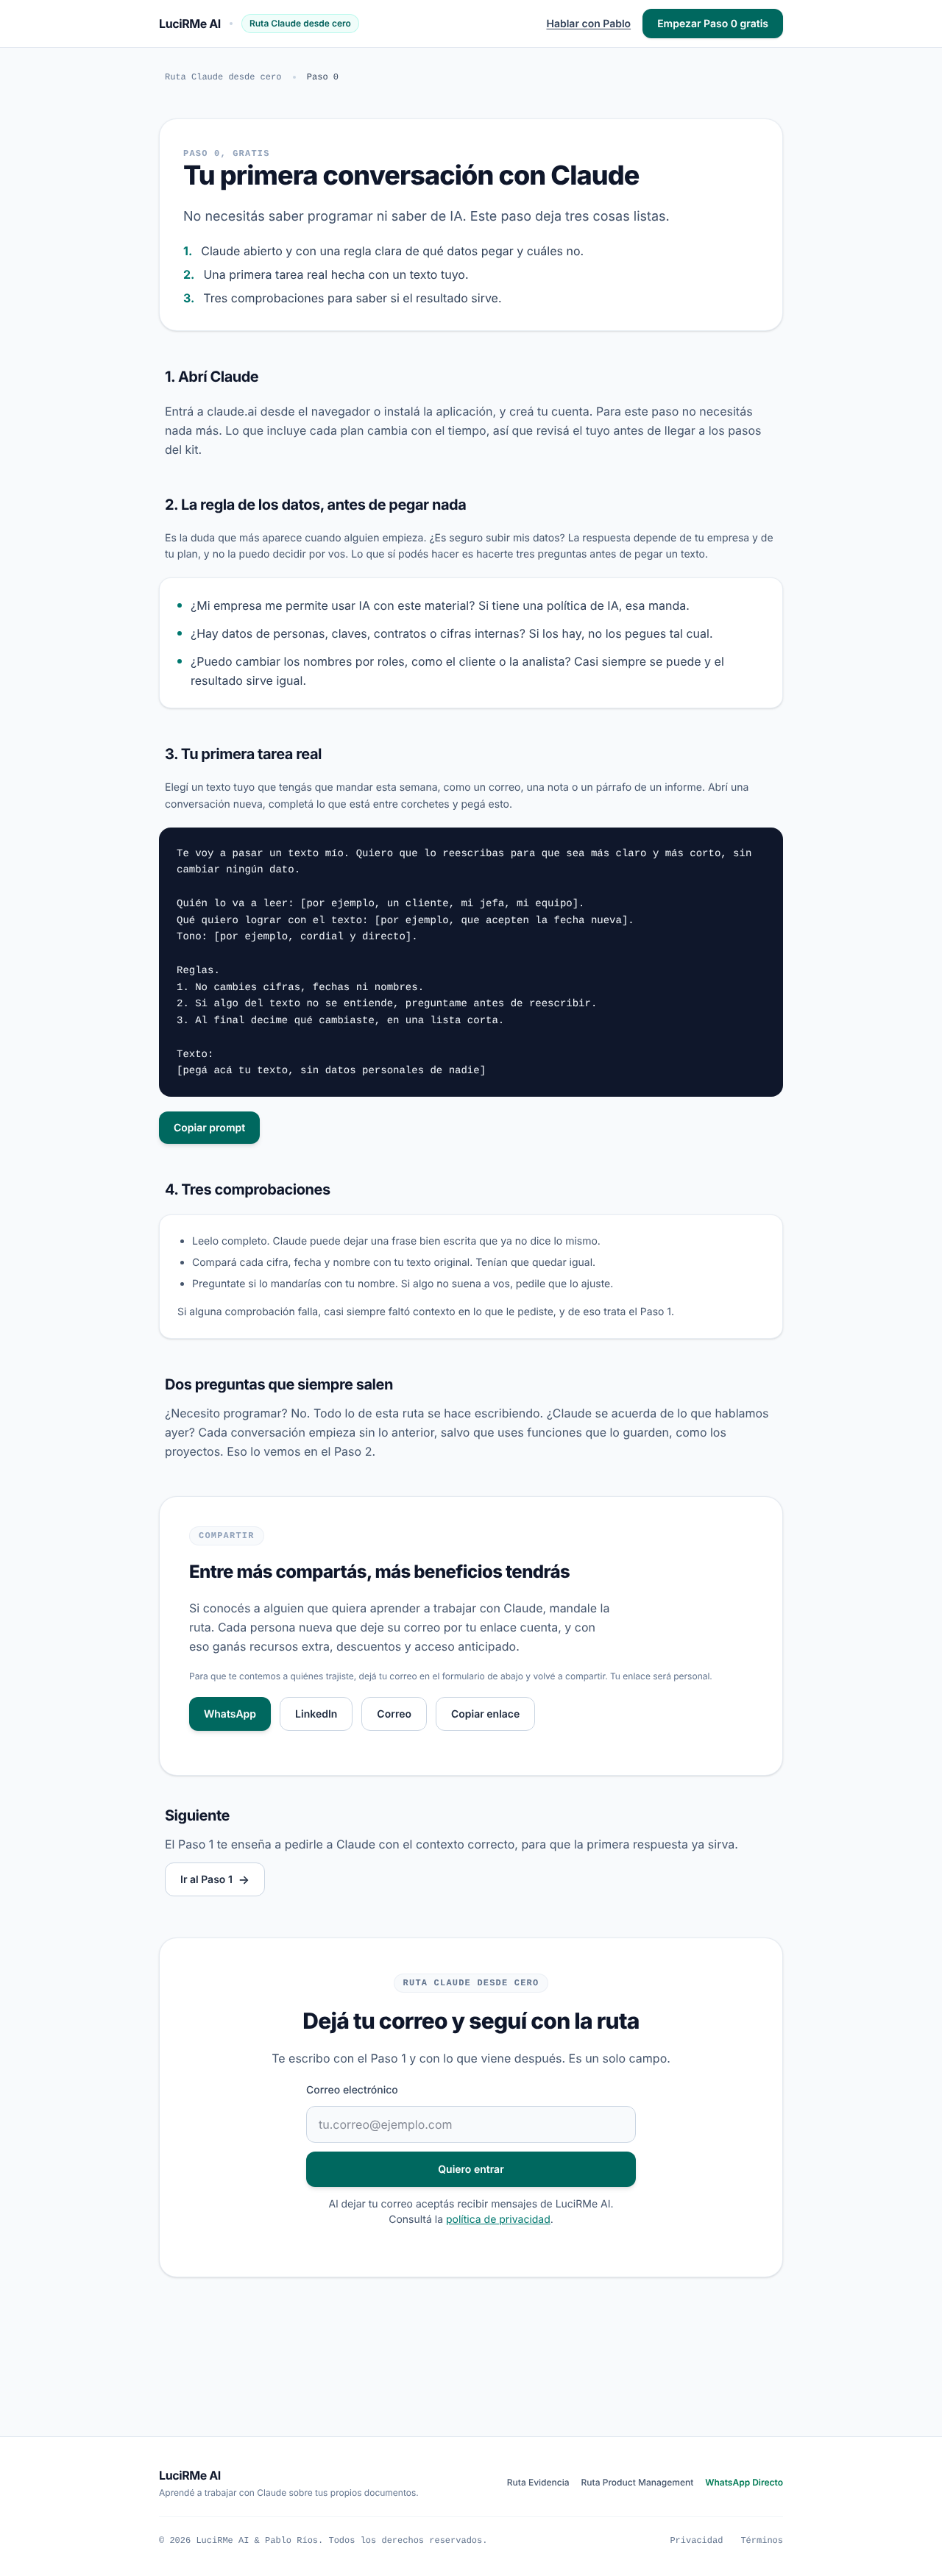 LuciRMe AI
Ruta Claude desde cero
Hablar con Pablo
Empezar Paso 0 gratis
Ruta Claude desde cero
Paso 0
PASO 0, GRATIS
Tu primera conversación con Claude
No necesitás saber programar ni saber de IA. Este paso deja tres cosas listas.
1. Claude abierto y con una regla clara de qué datos pegar y cuáles no.
2. Una primera tarea real hecha con un texto tuyo.
3. Tres comprobaciones para saber si el resultado sirve.
1. Abrí Claude
Entrá a claude.ai desde el navegador o instalá la aplicación, y creá tu cuenta. Para este paso no necesitás
nada más. Lo que incluye cada plan cambia con el tiempo, así que revisá el tuyo antes de llegar a los pasos
del kit.
2. La regla de los datos, antes de pegar nada
Es la duda que más aparece cuando alguien empieza. ¿Es seguro subir mis datos? La respuesta depende de tu empresa y de
tu plan, y no la puedo decidir por vos. Lo que sí podés hacer es hacerte tres preguntas antes de pegar un texto.
¿Mi empresa me permite usar IA con este material? Si tiene una política de IA, esa manda.
¿Hay datos de personas, claves, contratos o cifras internas? Si los hay, no los pegues tal cual.
¿Puedo cambiar los nombres por roles, como el cliente o la analista? Casi siempre se puede y el
resultado sirve igual.
3. Tu primera tarea real
Elegí un texto tuyo que tengás que mandar esta semana, como un correo, una nota o un párrafo de un informe. Abrí una
conversación nueva, completá lo que está entre corchetes y pegá esto.
Te voy a pasar un texto mío. Quiero que lo reescribas para que sea más claro y más corto, sin
cambiar ningún dato.
Quién lo va a leer: [por ejemplo, un cliente, mi jefa, mi equipo].
Qué quiero lograr con el texto: [por ejemplo, que acepten la fecha nueva].
Tono: [por ejemplo, cordial y directo].
Reglas.
1. No cambies cifras, fechas ni nombres.
2. Si algo del texto no se entiende, preguntame antes de reescribir.
3. Al final decime qué cambiaste, en una lista corta.
Texto:
[pegá acá tu texto, sin datos personales de nadie]
Copiar prompt
4. Tres comprobaciones
Leelo completo. Claude puede dejar una frase bien escrita que ya no dice lo mismo.
Compará cada cifra, fecha y nombre con tu texto original. Tenían que quedar igual.
Preguntate si lo mandarías con tu nombre. Si algo no suena a vos, pedile que lo ajuste.
Si alguna comprobación falla, casi siempre faltó contexto en lo que le pediste, y de eso trata el Paso 1.
Dos preguntas que siempre salen
¿Necesito programar? No. Todo lo de esta ruta se hace escribiendo. ¿Claude se acuerda de lo que hablamos
ayer? Cada conversación empieza sin lo anterior, salvo que uses funciones que lo guarden, como los
proyectos. Eso lo vemos en el Paso 2.
COMPARTIR
Entre más compartás, más beneficios tendrás
Si conocés a alguien que quiera aprender a trabajar con Claude, mandale la
ruta. Cada persona nueva que deje su correo por tu enlace cuenta, y con
eso ganás recursos extra, descuentos y acceso anticipado.
Para que te contemos a quiénes trajiste, dejá tu correo en el formulario de abajo y volvé a compartir. Tu enlace será personal.
WhatsApp
LinkedIn
Correo
Copiar enlace
Siguiente
El Paso 1 te enseña a pedirle a Claude con el contexto correcto, para que la primera respuesta ya sirva.
Ir al Paso 1 →
RUTA CLAUDE DESDE CERO
Dejá tu correo y seguí con la ruta
Te escribo con el Paso 1 y con lo que viene después. Es un solo campo.
Correo electrónico
tu.correo@ejemplo.com
Quiero entrar
Al dejar tu correo aceptás recibir mensajes de LuciRMe AI.
Consultá la política de privacidad.
LuciRMe AI
Aprendé a trabajar con Claude sobre tus propios documentos.
Ruta Evidencia
Ruta Product Management
WhatsApp Directo
© 2026 LuciRMe AI & Pablo Ríos. Todos los derechos reservados.
Privacidad
Términos